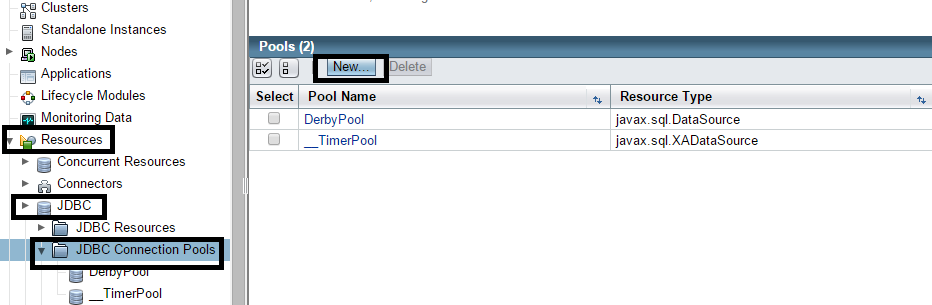 Clusters
Standalone Instances
Nodes
Applications
Lifecycle Modules
Monitoring Data
Resources
Concurrent Resources
Connectors
JDBC
JDBC Resources
JDBC Connection Pools
DerbyPool
__TimerPool
Pools (2)
New... Delete
Select Pool Name Resource Type
DerbyPool javax.sql.DataSource
__TimerPool javax.sql.XADataSource